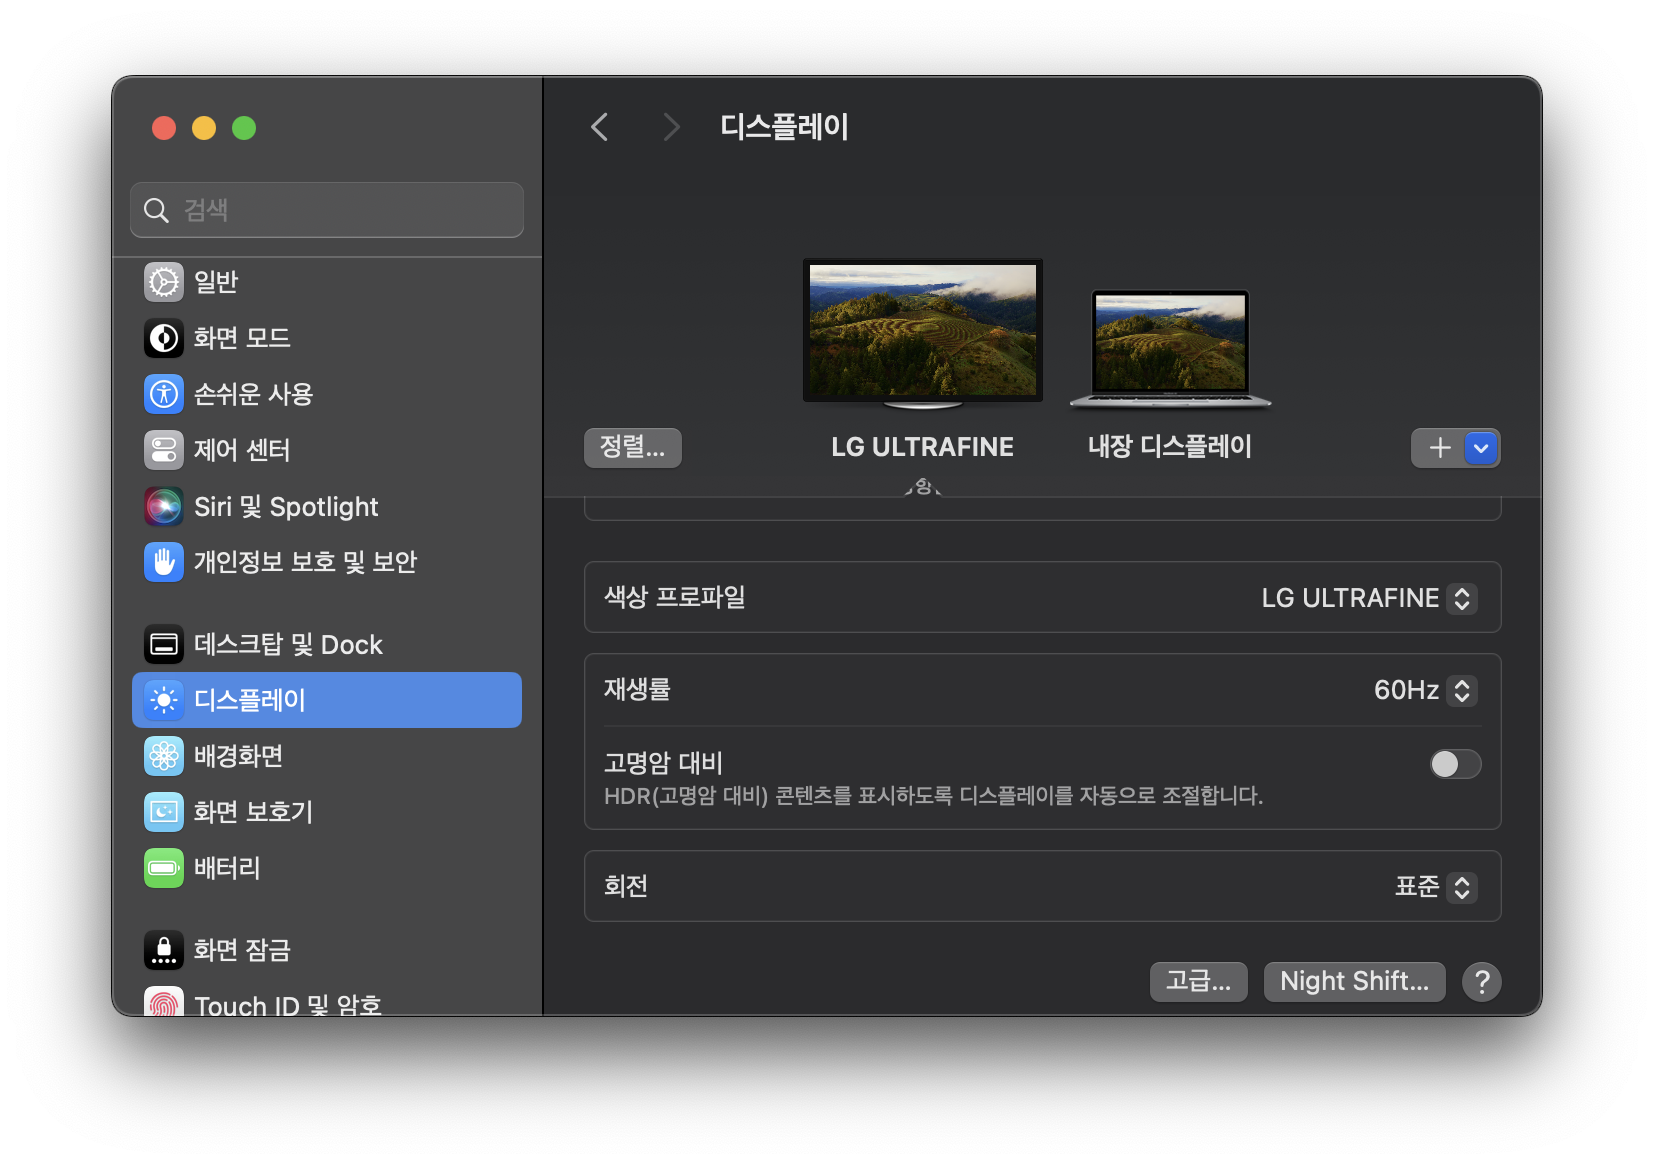 디스플레이
검색
일반
화면 모드
손쉬운 사용
제어 센터
Siri 및 Spotlight
개인정보 보호 및 보안
데스크탑 및 Dock
디스플레이
배경화면
화면 보호기
배터리
화면 잠금
Touch ID 및 암호
정렬...
LG ULTRAFINE
내장 디스플레이
색상 프로파일
LG ULTRAFINE
재생률
60Hz
고명암 대비
HDR(고명암 대비) 콘텐츠를 표시하도록 디스플레이를 자동으로 조절합니다.
회전
표준
고급...
Night Shift...
?